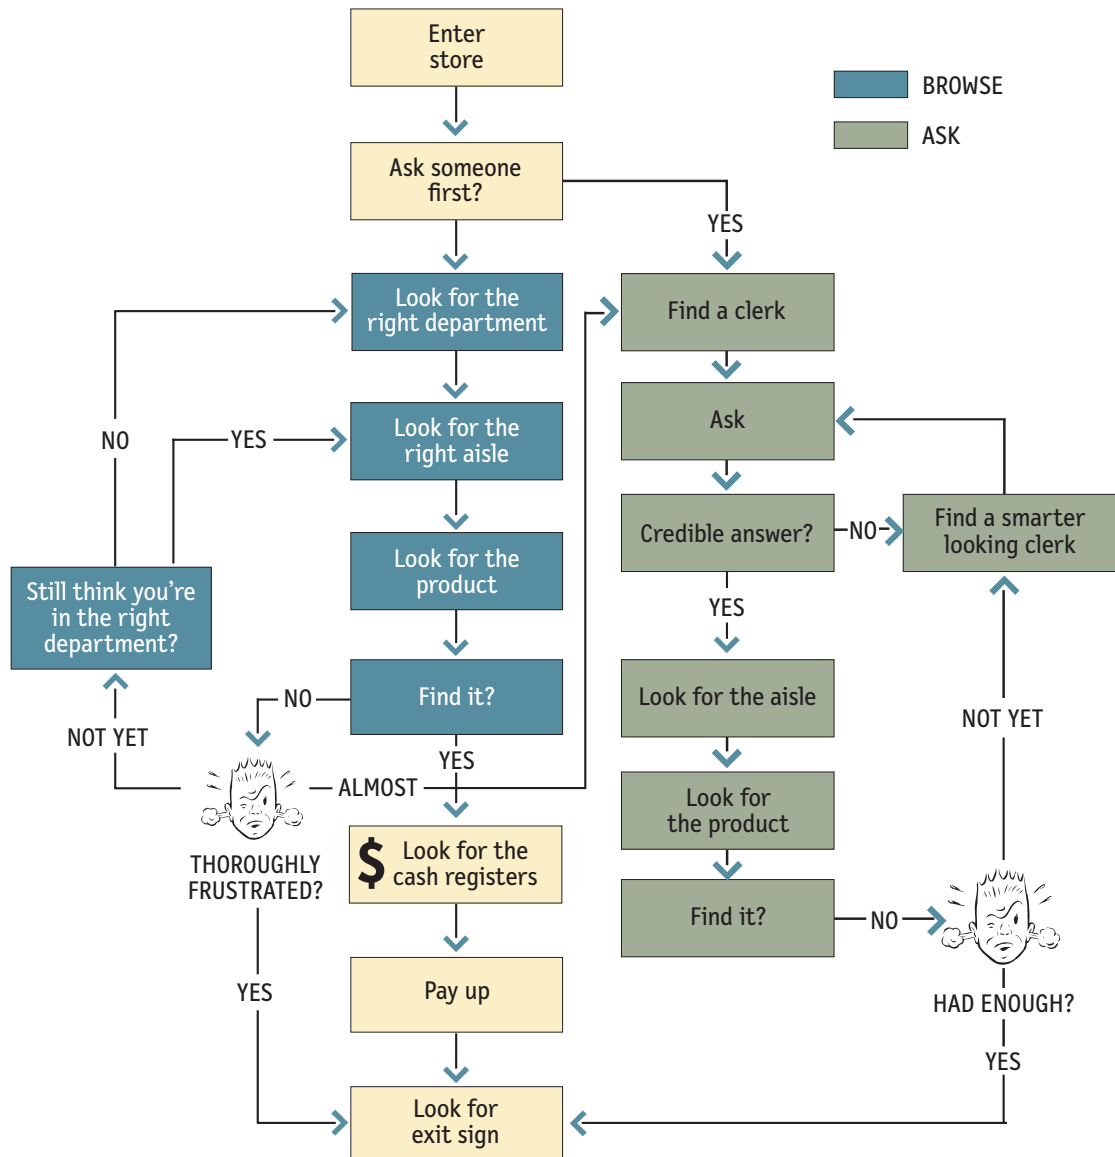 Enter
store
BROWSE
ASK
Ask someone
first?
YES
Look for the
right department
Find a clerk
Ask
NO
YES
Look for the
right aisle
Credible answer?
NO
Find a smarter
looking clerk
Look for the
product
Still think you're
in the right
department?
YES
Look for the aisle
Find it?
NO
NOT YET
NOT YET
YES
ALMOST
Look for
the product
THOROUGHLY
FRUSTRATED?
$
Look for the
cash registers
Find it?
NO
YES
Pay up
HAD ENOUGH?
YES
Look for
exit sign